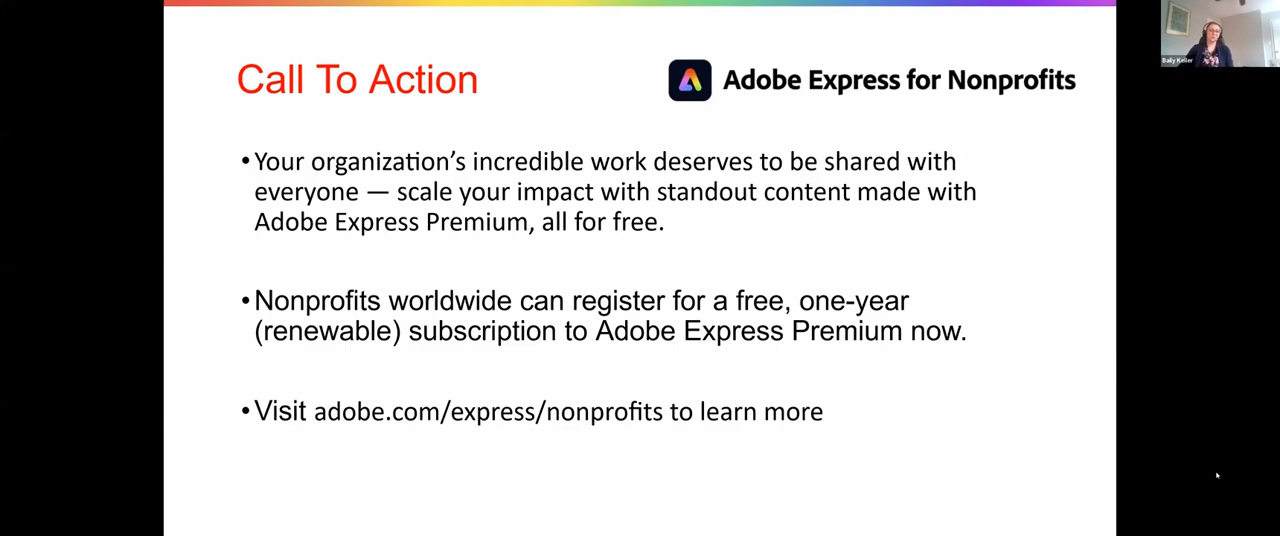 Call To Action
Adobe Express for Nonprofits
Baily Keller
•Your organization’s incredible work deserves to be shared with
everyone — scale your impact with standout content made with
Adobe Express Premium, all for free.
•Nonprofits worldwide can register for a free, one-year
(renewable) subscription to Adobe Express Premium now.
•Visit adobe.com/express/nonprofits to learn more